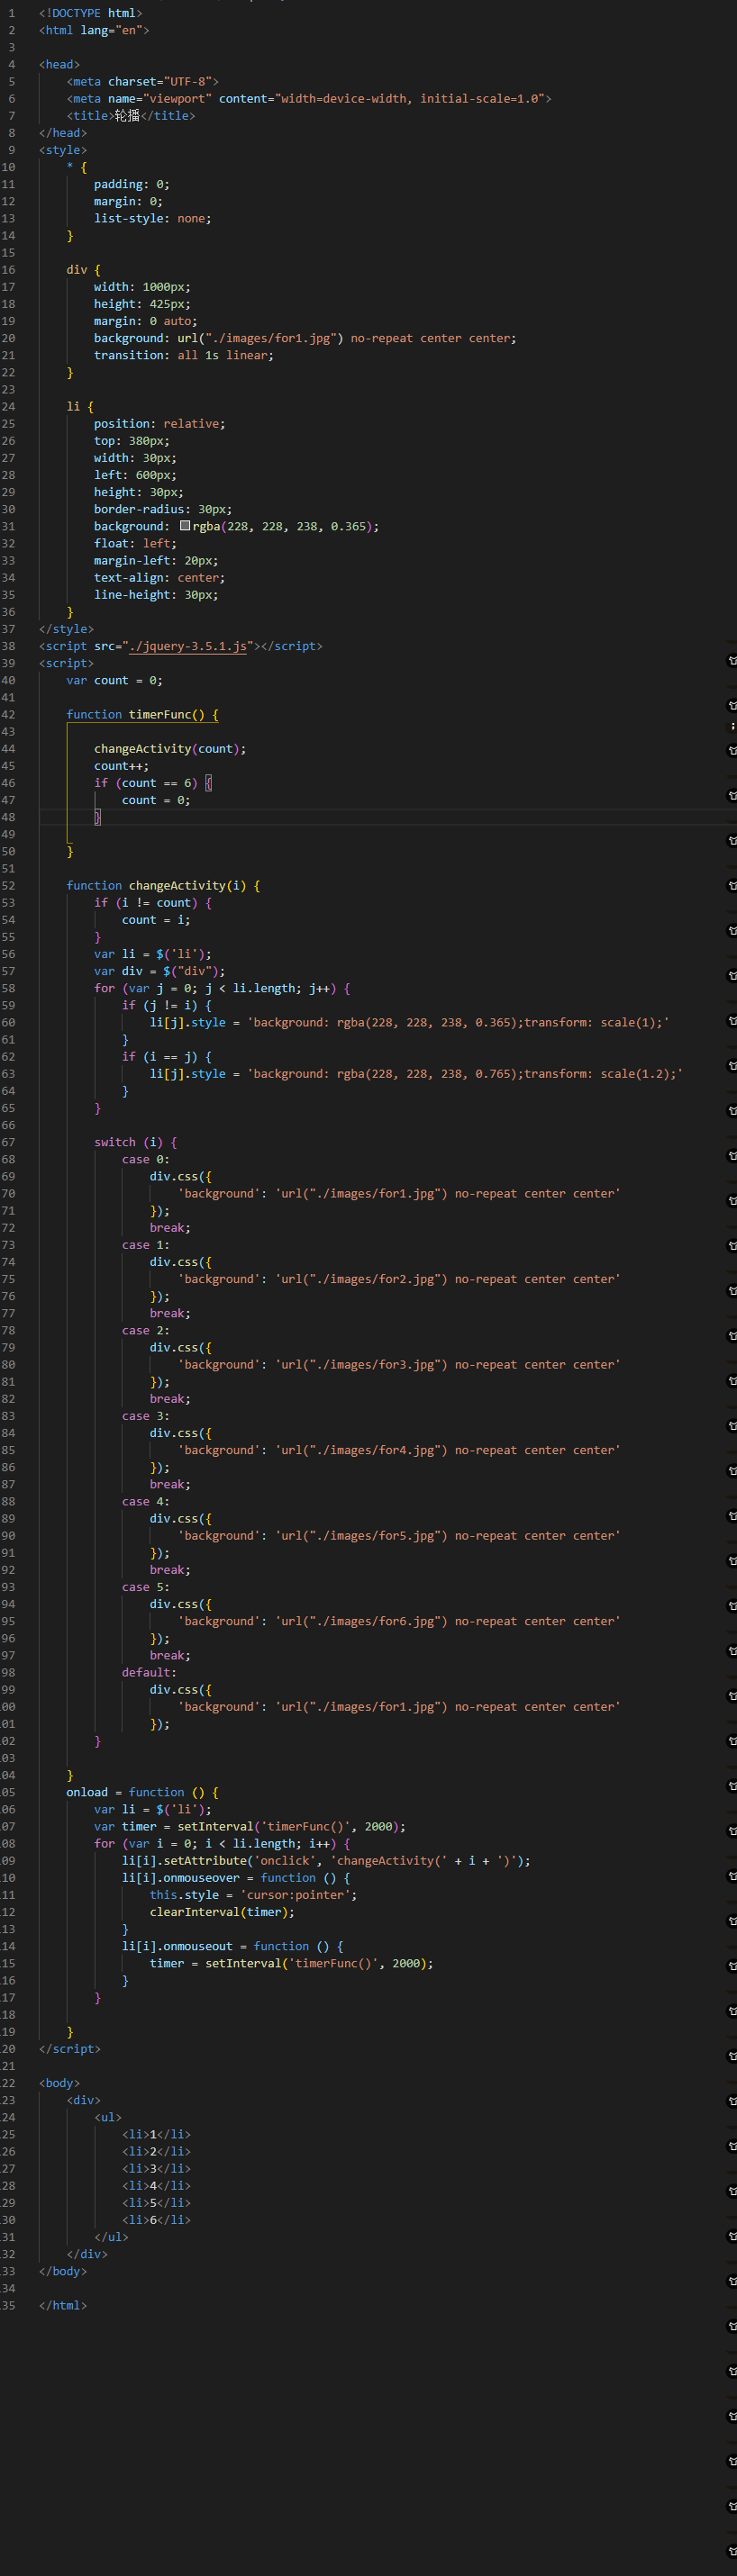 1 <!DOCTYPE html>
2 <html lang="en">
3
4 <head>
5     <meta charset="UTF-8">
6     <meta name="viewport" content="width=device-width, initial-scale=1.0">
7     <title>轮播</title>
8 </head>
9 <style>
10     * {
11         padding: 0;
12         margin: 0;
13         list-style: none;
14     }
15
16     div {
17         width: 1000px;
18         height: 425px;
19         margin: 0 auto;
20         background: url("./images/for1.jpg") no-repeat center center;
21         transition: all 1s linear;
22     }
23
24     li {
25         position: relative;
26         top: 380px;
27         width: 30px;
28         left: 600px;
29         height: 30px;
30         border-radius: 30px;
31         background: rgba(228, 228, 238, 0.365);
32         float: left;
33         margin-left: 20px;
34         text-align: center;
35         line-height: 30px;
36     }
37 </style>
38 <script src="./jquery-3.5.1.js"></script>
39 <script>
40     var count = 0;
41
42     function timerFunc() {
43
44         changeActivity(count);
45         count++;
46         if (count == 6) {
47             count = 0;
48         }
49
50     }
51
52     function changeActivity(i) {
53         if (i != count) {
54             count = i;
55         }
56         var li = $('li');
57         var div = $("div");
58         for (var j = 0; j < li.length; j++) {
59             if (j != i) {
60                 li[j].style = 'background: rgba(228, 228, 238, 0.365);transform: scale(1);'
61             }
62             if (i == j) {
63                 li[j].style = 'background: rgba(228, 228, 238, 0.765);transform: scale(1.2);'
64             }
65         }
66
67         switch (i) {
68             case 0:
69                 div.css({
70                     'background': 'url("./images/for1.jpg") no-repeat center center'
71                 });
72                 break;
73             case 1:
74                 div.css({
75                     'background': 'url("./images/for2.jpg") no-repeat center center'
76                 });
77                 break;
78             case 2:
79                 div.css({
80                     'background': 'url("./images/for3.jpg") no-repeat center center'
81                 });
82                 break;
83             case 3:
84                 div.css({
85                     'background': 'url("./images/for4.jpg") no-repeat center center'
86                 });
87                 break;
88             case 4:
89                 div.css({
90                     'background': 'url("./images/for5.jpg") no-repeat center center'
91                 });
92                 break;
93             case 5:
94                 div.css({
95                     'background': 'url("./images/for6.jpg") no-repeat center center'
96                 });
97                 break;
98             default:
99                 div.css({
00                     'background': 'url("./images/for1.jpg") no-repeat center center'
01                 });
02         }
03
04     }
05     onload = function () {
06         var li = $('li');
07         var timer = setInterval('timerFunc()', 2000);
08         for (var i = 0; i < li.length; i++) {
09             li[i].setAttribute('onclick', 'changeActivity(' + i + ')');
10             li[i].onmouseover = function () {
11                 this.style = 'cursor:pointer';
12                 clearInterval(timer);
13             }
14             li[i].onmouseout = function () {
15                 timer = setInterval('timerFunc()', 2000);
16             }
17         }
18
19     }
20 </script>
21
22 <body>
23     <div>
24         <ul>
25             <li>1</li>
26             <li>2</li>
27             <li>3</li>
28             <li>4</li>
29             <li>5</li>
30             <li>6</li>
31         </ul>
32     </div>
33 </body>
34
35 </html>